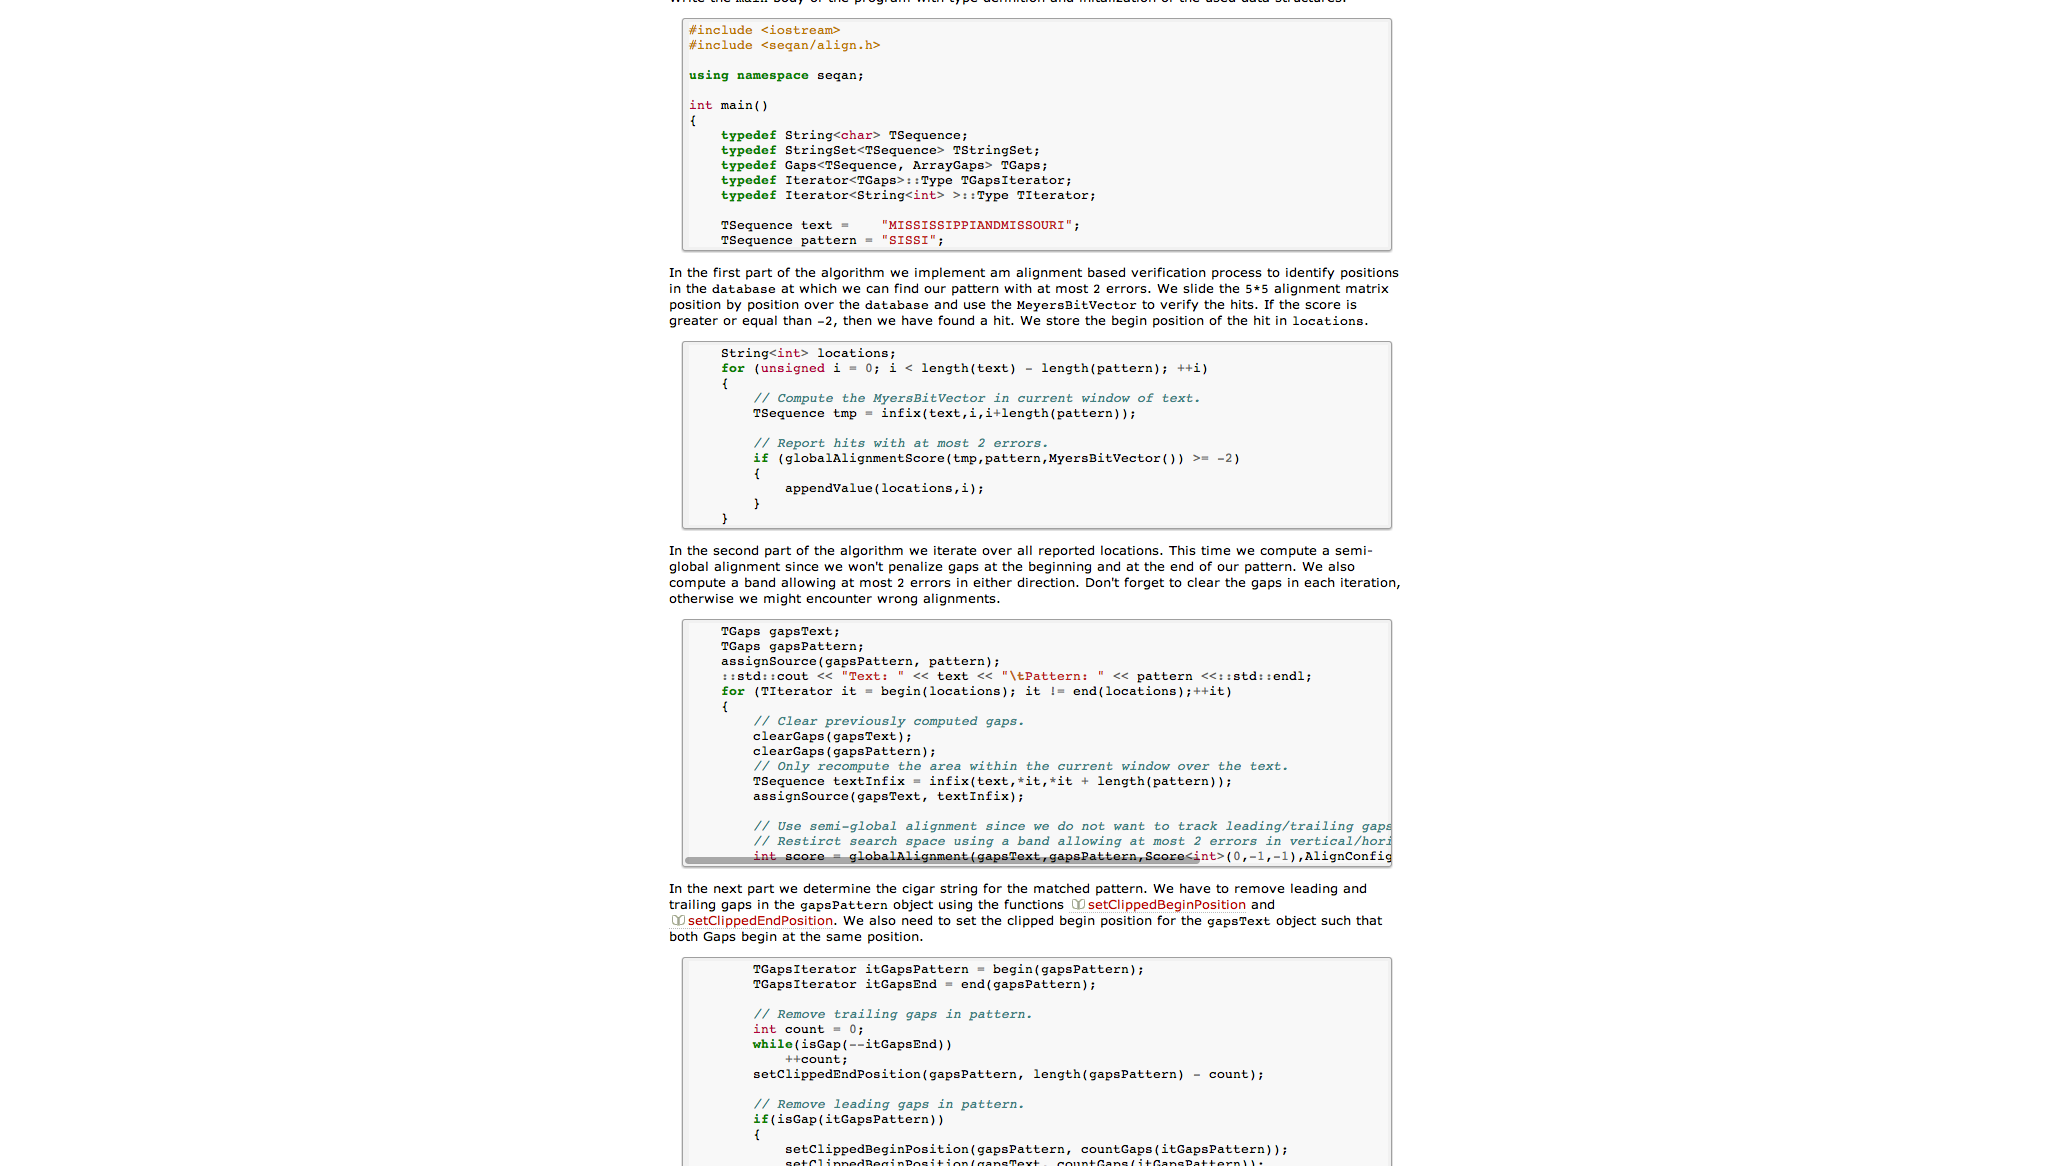 Write the main body of the program with type definition and initalization of the used data structures.
#include <iostream>
#include <seqan/align.h>
using namespace seqan;
int main()
{
typedef String<char> TSequence;
typedef StringSet<TSequence> TStringSet;
typedef Gaps<TSequence, ArrayGaps> TGaps;
typedef Iterator<TGaps>::Type TGapsIterator;
typedef Iterator<String<int> >::Type TIterator;
TSequence text =    "MISSISSIPPIANDMISSOURI";
TSequence pattern = "SISSI";
In the first part of the algorithm we implement am alignment based verification process to identify positions
in the database at which we can find our pattern with at most 2 errors. We slide the 5*5 alignment matrix
position by position over the database and use the MeyersBitVector to verify the hits. If the score is
greater or equal than -2, then we have found a hit. We store the begin position of the hit in locations.
String<int> locations;
for (unsigned i = 0; i < length(text) - length(pattern); ++i)
{
// Compute the MyersBitVector in current window of text.
TSequence tmp = infix(text,i,i+length(pattern));
// Report hits with at most 2 errors.
if (globalAlignmentScore(tmp,pattern,MyersBitVector()) >= -2)
{
appendValue(locations,i);
}
}
In the second part of the algorithm we iterate over all reported locations. This time we compute a semi-
global alignment since we won't penalize gaps at the beginning and at the end of our pattern. We also
compute a band allowing at most 2 errors in either direction. Don't forget to clear the gaps in each iteration,
otherwise we might encounter wrong alignments.
TGaps gapsText;
TGaps gapsPattern;
assignSource(gapsPattern, pattern);
::std::cout << "Text: " << text << "\tPattern: " << pattern <<::std::endl;
for (TIterator it = begin(locations); it != end(locations);++it)
{
// Clear previously computed gaps.
clearGaps(gapsText);
clearGaps(gapsPattern);
// Only recompute the area within the current window over the text.
TSequence textInfix = infix(text,*it,*it + length(pattern));
assignSource(gapsText, textInfix);
// Use semi-global alignment since we do not want to track leading/trailing gaps
// Restirct search space using a band allowing at most 2 errors in vertical/hori
int score = globalAlignment(gapsText,gapsPattern,Score<int>(0,-1,-1),AlignConfig
In the next part we determine the cigar string for the matched pattern. We have to remove leading and
trailing gaps in the gapsPattern object using the functions setClippedBeginPosition and
setClippedEndPosition. We also need to set the clipped begin position for the gapsText object such that
both Gaps begin at the same position.
TGapsIterator itGapsPattern = begin(gapsPattern);
TGapsIterator itGapsEnd = end(gapsPattern);
// Remove trailing gaps in pattern.
int count = 0;
while(isGap(--itGapsEnd))
++count;
setClippedEndPosition(gapsPattern, length(gapsPattern) - count);
// Remove leading gaps in pattern.
if(isGap(itGapsPattern))
{
setClippedBeginPosition(gapsPattern, countGaps(itGapsPattern));
setClippedBeginPosition(gapsText, countGaps(itGapsPattern));